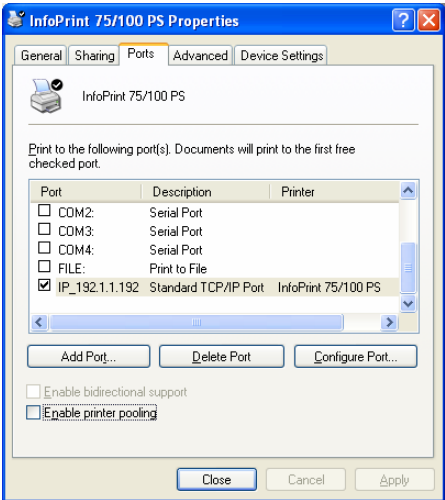 InfoPrint 75/100 PS Properties
General Sharing Ports Advanced Device Settings
InfoPrint 75/100 PS
Print to the following port(s). Documents will print to the first free
checked port.
Port Description Printer
COM2: Serial Port
COM3: Serial Port
COM4: Serial Port
FILE: Print to File
IP_192.1.1.192 Standard TCP/IP Port InfoPrint 75/100 PS
Add Port... Delete Port Configure Port...
Enable bidirectional support
Enable printer pooling
Close Cancel Apply